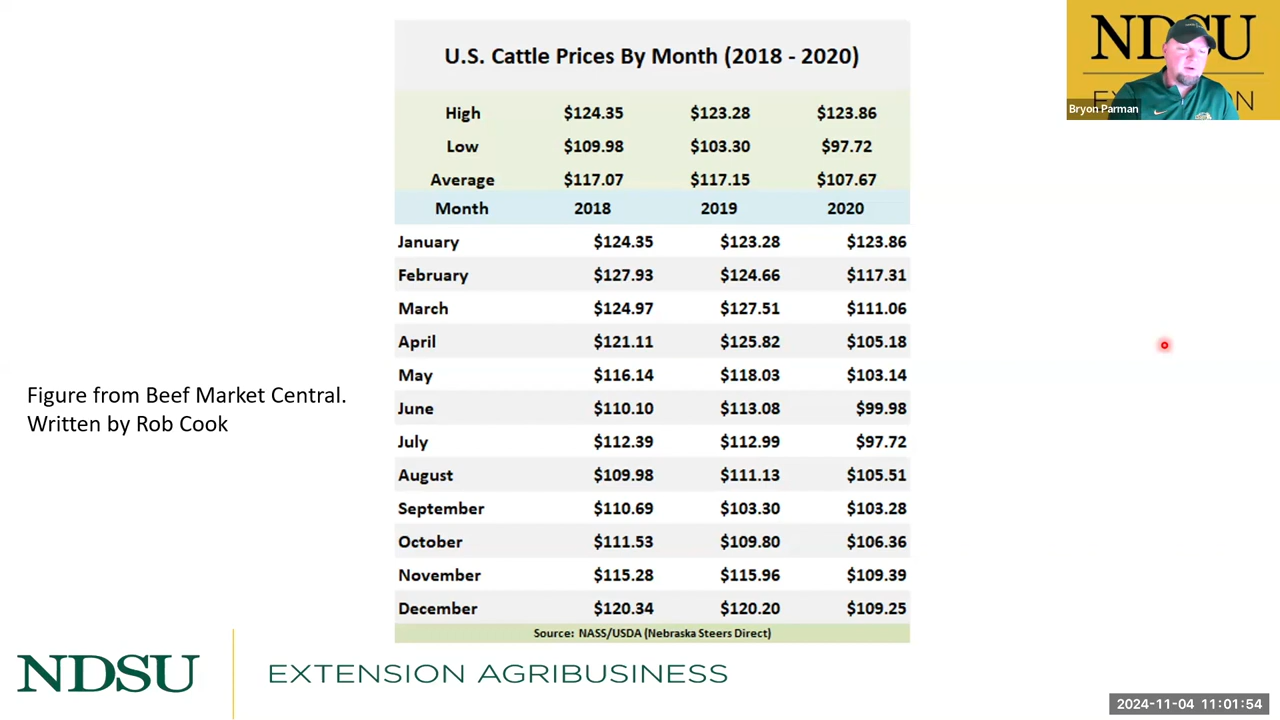 U.S. Cattle Prices By Month (2018 - 2020)
High $124.35 $123.28 $123.86
Low $109.98 $103.30 $97.72
Average $117.07 $117.15 $107.67
Month 2018 2019 2020
January $124.35 $123.28 $123.86
February $127.93 $124.66 $117.31
March $124.97 $127.51 $111.06
April $121.11 $125.82 $105.18
May $116.14 $118.03 $103.14
June $110.10 $113.08 $99.98
July $112.39 $112.99 $97.72
August $109.98 $111.13 $105.51
September $110.69 $103.30 $103.28
October $111.53 $109.80 $106.36
November $115.28 $115.96 $109.39
December $120.34 $120.20 $109.25
Source: NASS/USDA (Nebraska Steers Direct)
Figure from Beef Market Central.
Written by Rob Cook
NDSU EXTENSION AGRIBUSINESS
NDSU
Bryon Parman
2024-11-04 11:01:54